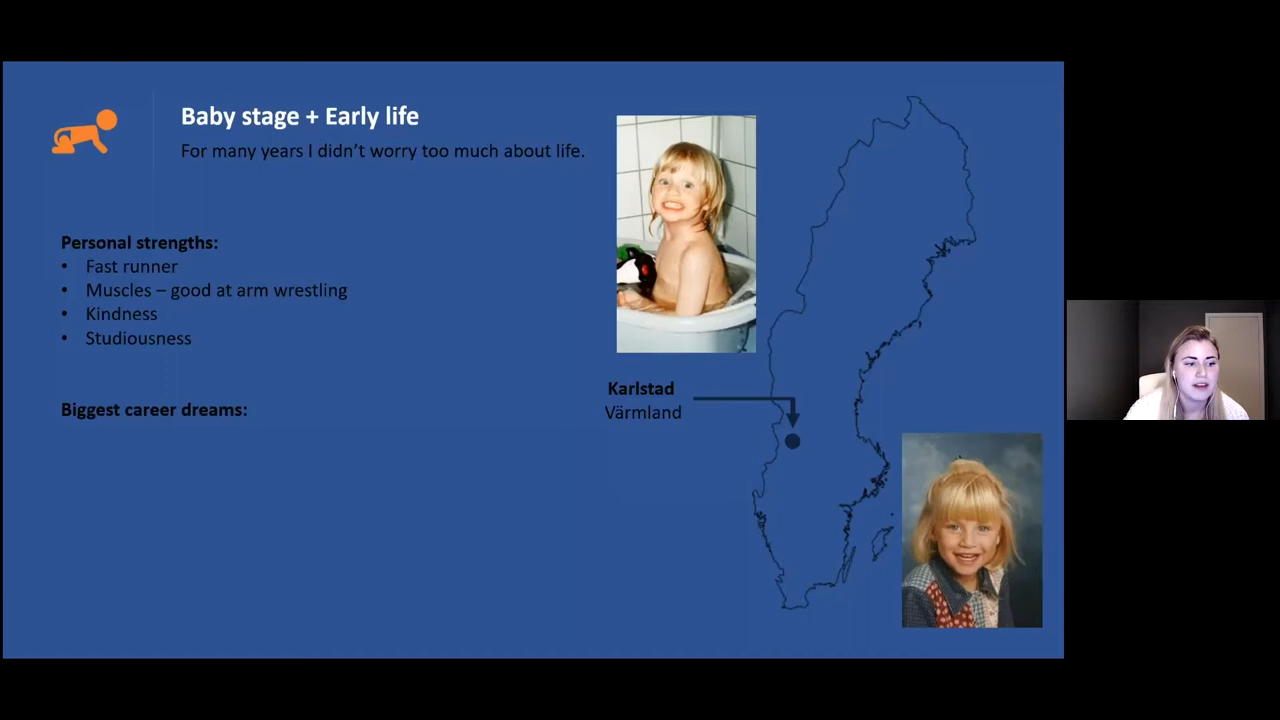 Baby stage + Early life
For many years I didn't worry too much about life.
Personal strengths:
• Fast runner
• Muscles – good at arm wrestling
• Kindness
• Studiousness
Biggest career dreams:
Karlstad
Värmland